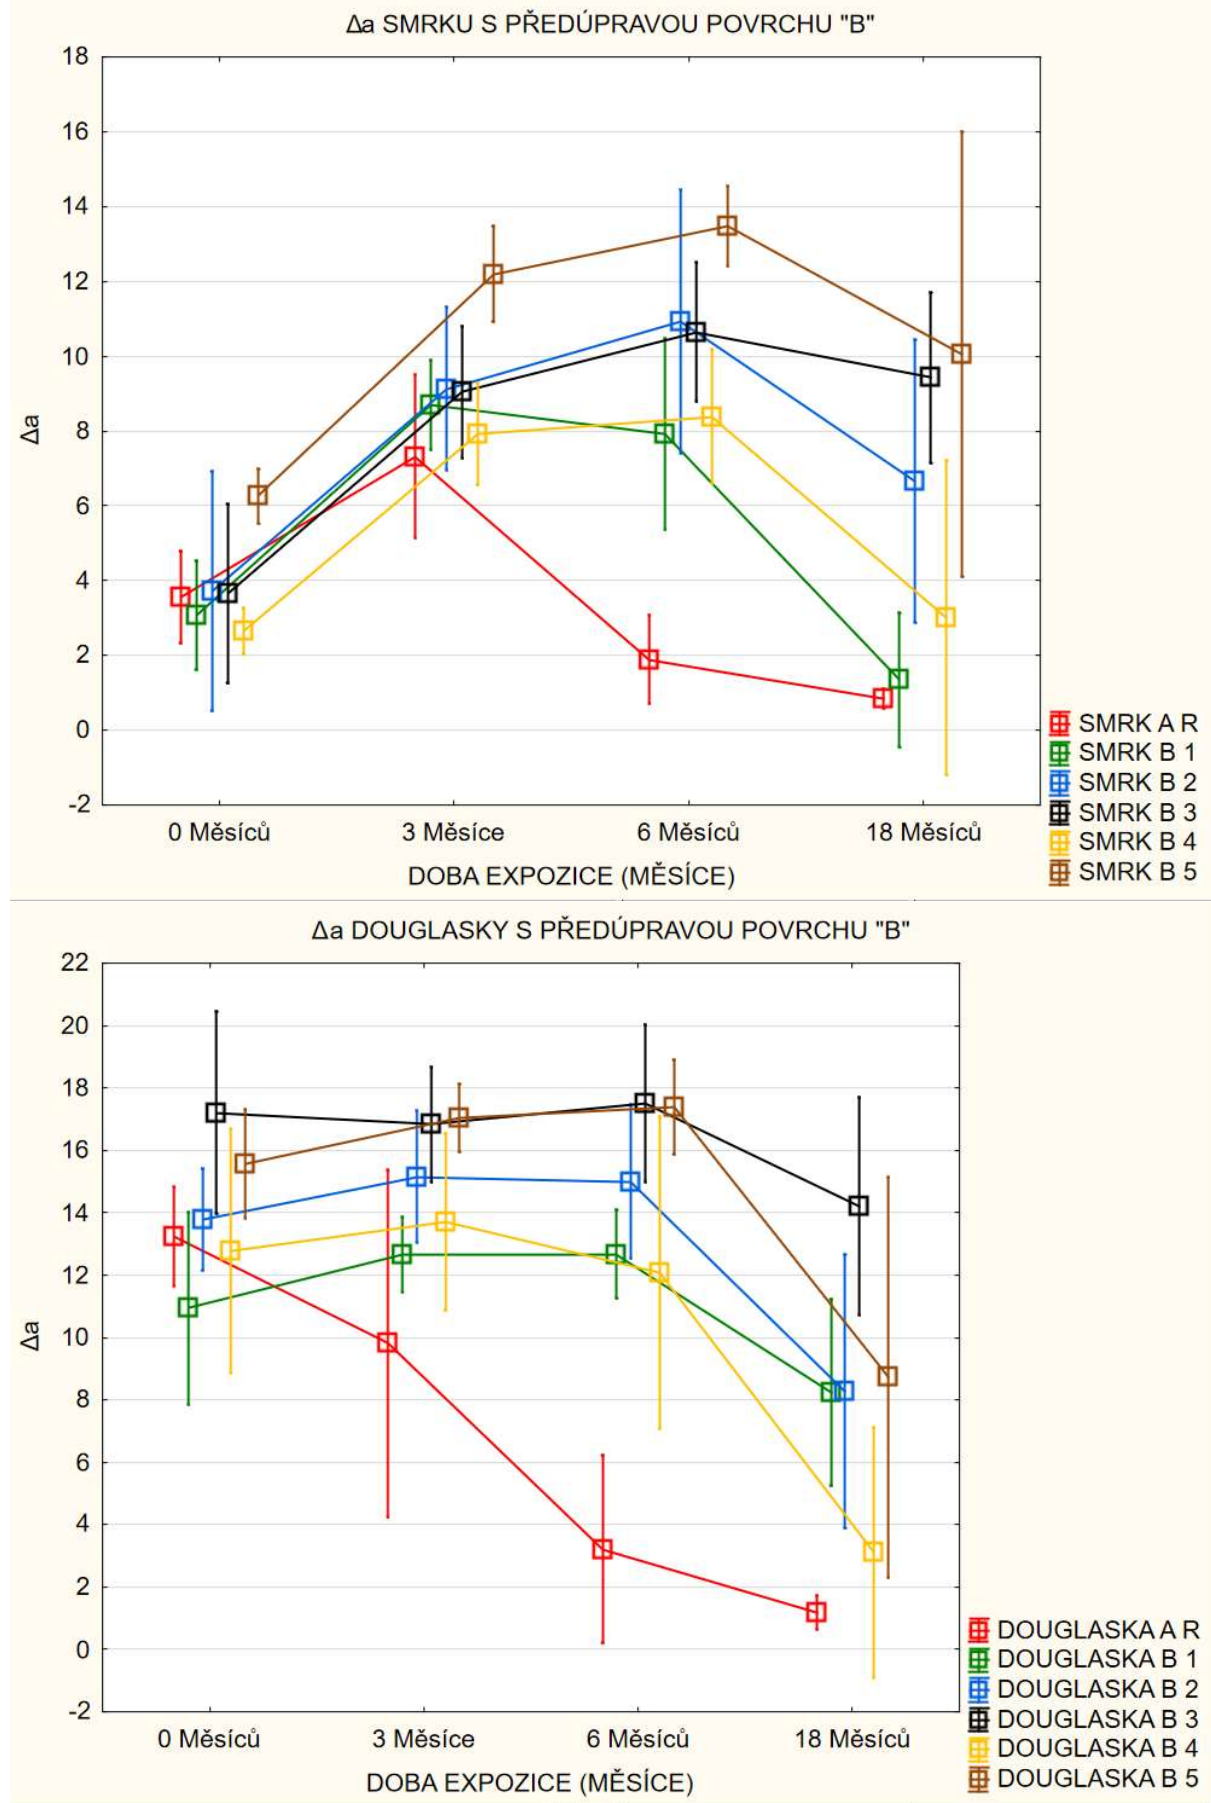 Δa SMRKU S PŘEDÚPRAVOU POVRCHU "B"
18
16
14
12
10
8
6
4
2
0
-2
Δa
0 Měsíců
3 Měsíce
6 Měsíců
18 Měsíců
DOBA EXPOZICE (MĚSÍCE)
SMRK A R
SMRK B 1
SMRK B 2
SMRK B 3
SMRK B 4
SMRK B 5
Δa DOUGLASKY S PŘEDÚPRAVOU POVRCHU "B"
22
20
18
16
14
12
10
8
6
4
2
0
-2
Δa
0 Měsíců
3 Měsíce
6 Měsíců
18 Měsíců
DOBA EXPOZICE (MĚSÍCE)
DOUGLASKA A R
DOUGLASKA B 1
DOUGLASKA B 2
DOUGLASKA B 3
DOUGLASKA B 4
DOUGLASKA B 5